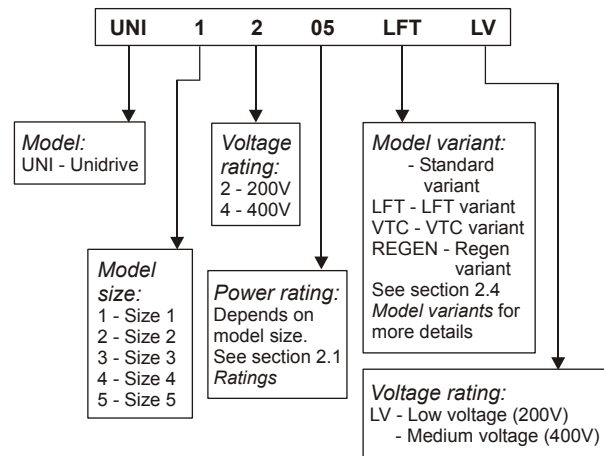 UNI 1 2 05 LFT LV
Model:
UNI - Unidrive
Model
size:
1 - Size 1
2 - Size 2
3 - Size 3
4 - Size 4
5 - Size 5
Voltage
rating:
2 - 200V
4 - 400V
Power rating:
Depends on
model size.
See section 2.1
Ratings
Model variant:
- Standard
variant
LFT - LFT variant
VTC - VTC variant
REGEN - Regen
variant
See section 2.4
Model variants for
more details
Voltage rating:
LV - Low voltage (200V)
- Medium voltage (400V)